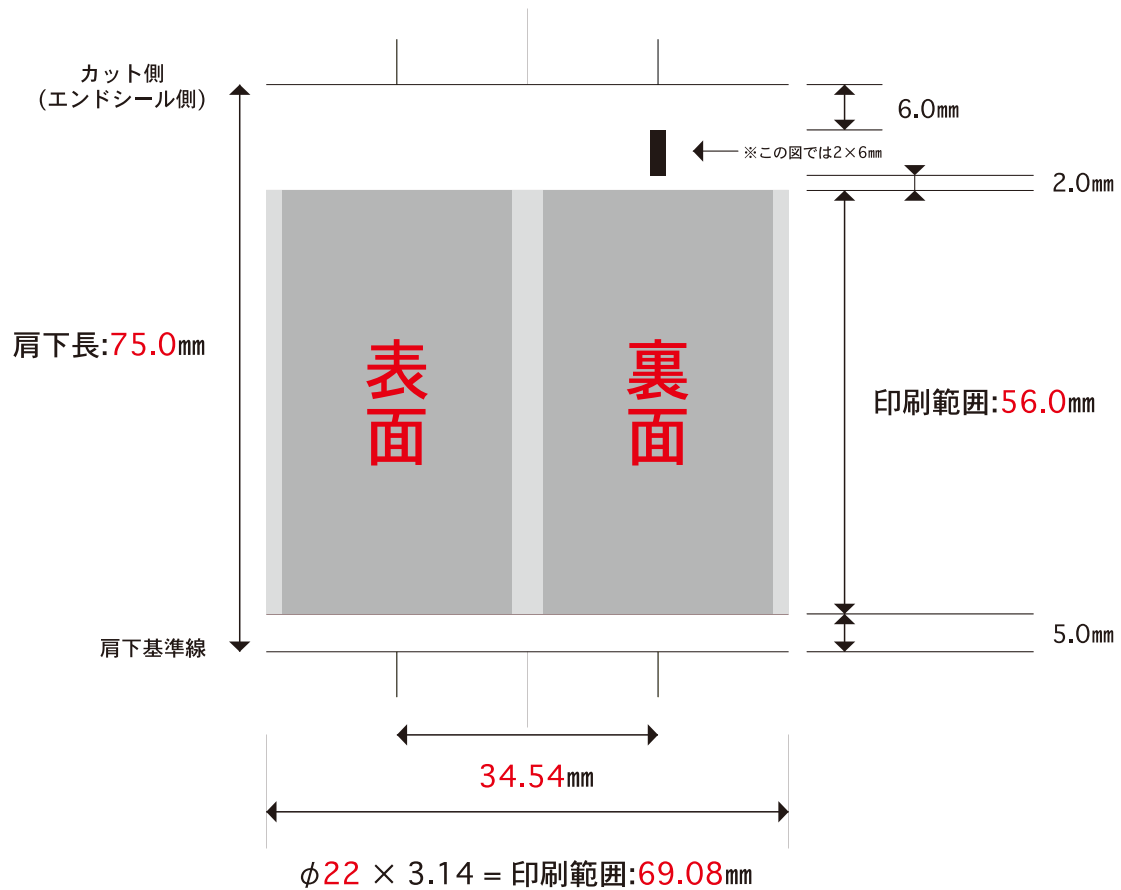 カット側
(エンドシール側)
6.0mm
※この図では2×6mm
2.0mm
肩下長:75.0mm
表面
裏面
印刷範囲:56.0mm
肩下基準線
5.0mm
34.54mm
φ22 × 3.14 = 印刷範囲:69.08mm